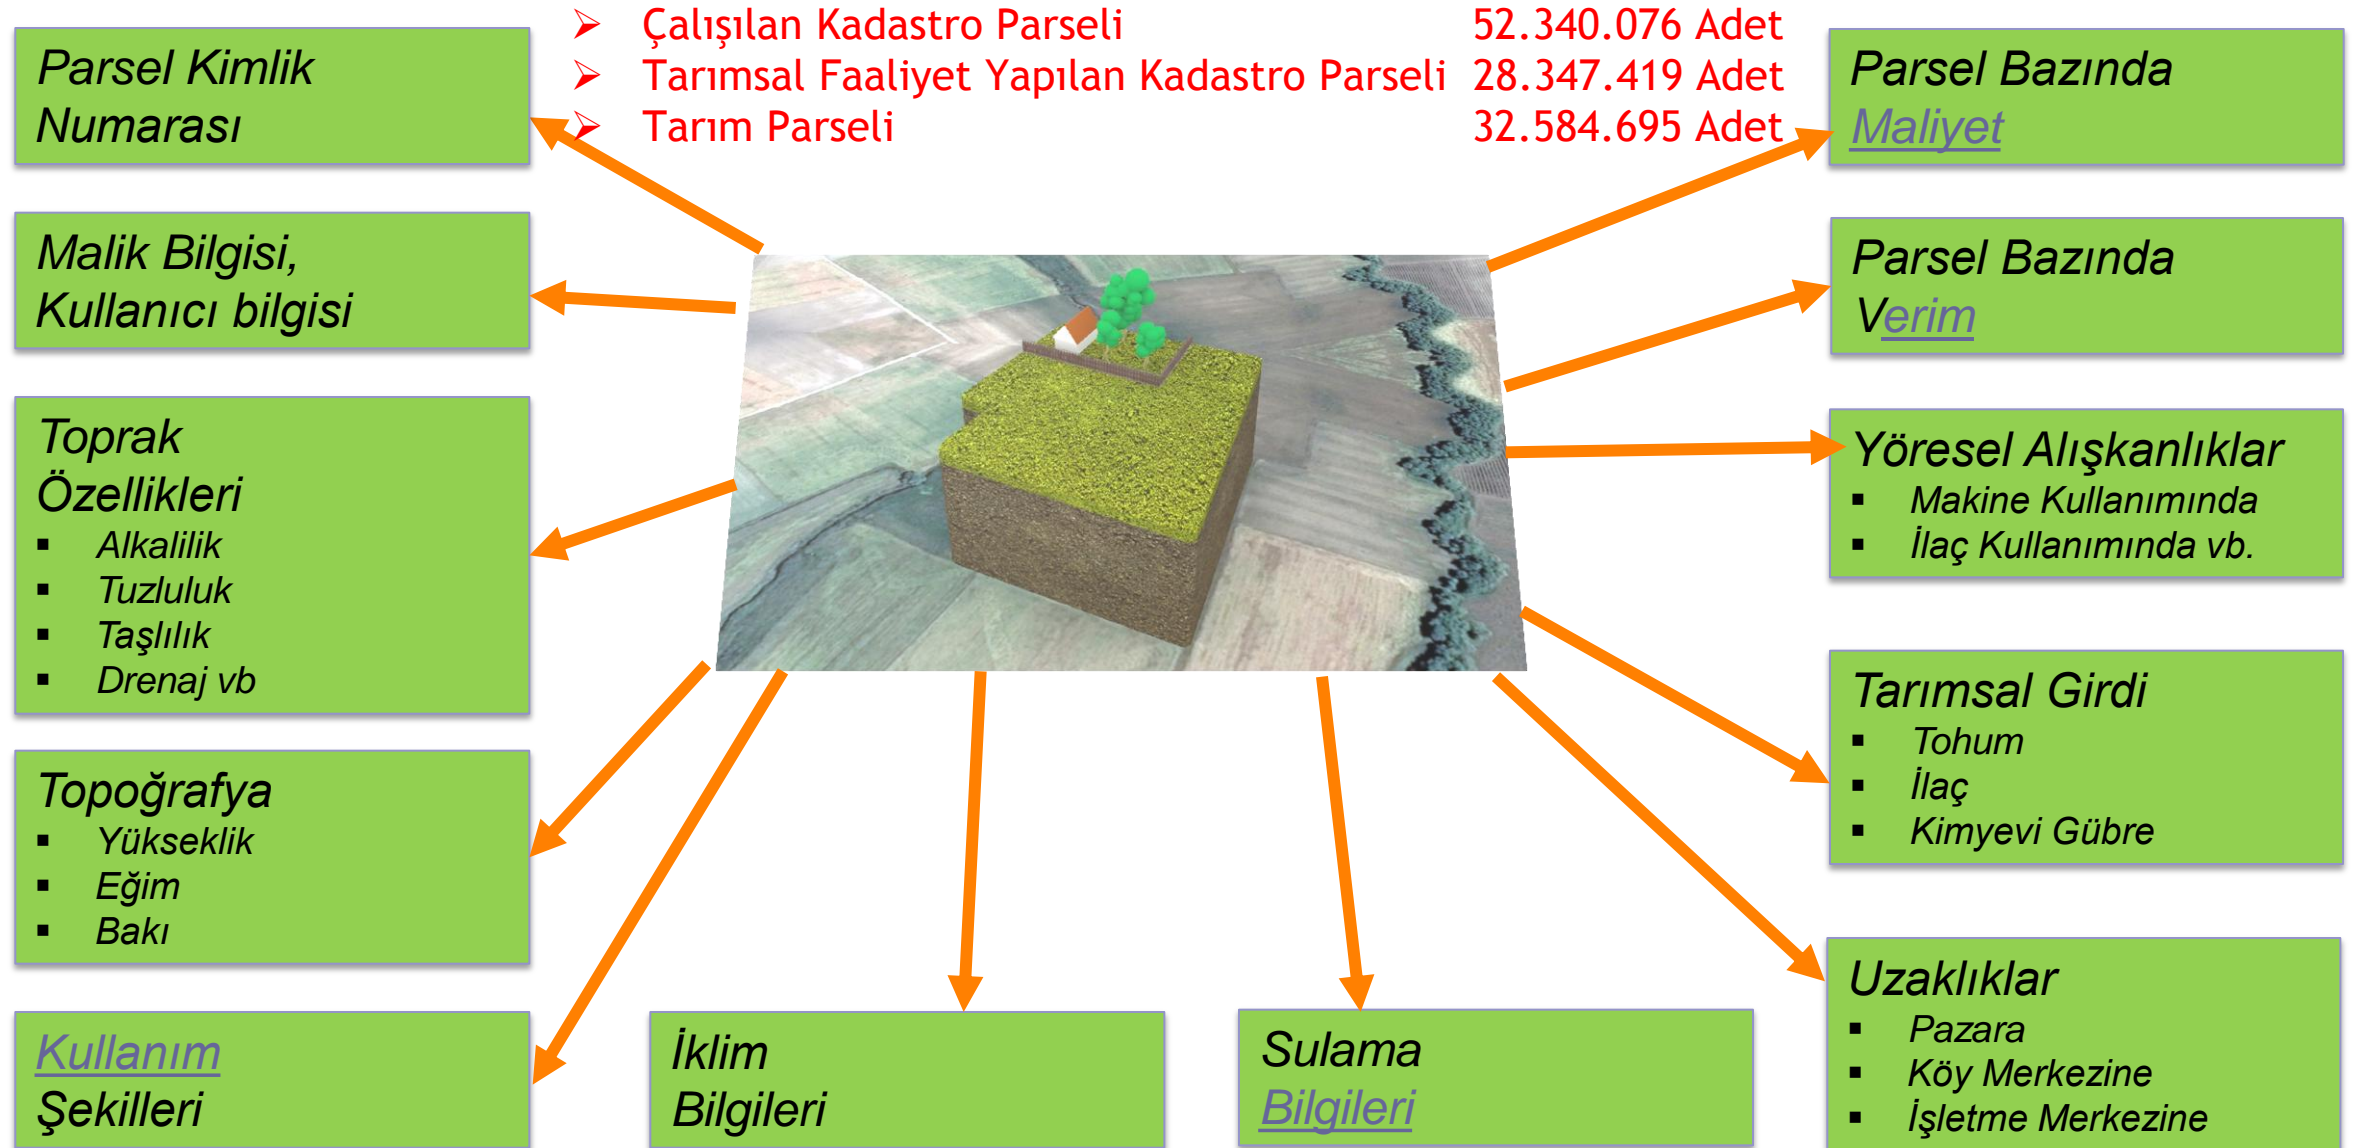 ➢ Çalışılan Kadastro Parseli 52.340.076 Adet
➢ Tarımsal Faaliyet Yapılan Kadastro Parseli 28.347.419 Adet
➢ Tarım Parseli 32.584.695 Adet
Parsel Kimlik
Numarası
Malik Bilgisi,
Kullanıcı bilgisi
Toprak
Özellikleri
▪ Alkalilik
▪ Tuzluluk
▪ Taşlılık
▪ Drenaj vb
Topoğrafya
▪ Yükseklik
▪ Eğim
▪ Bakı
Kullanım
Şekilleri
İklim
Bilgileri
Sulama
Bilgileri
Parsel Bazında
Maliyet
Parsel Bazında
Verim
Yöresel Alışkanlıklar
▪ Makine Kullanımında
▪ İlaç Kullanımında vb.
Tarımsal Girdi
▪ Tohum
▪ İlaç
▪ Kimyevi Gübre
Uzaklıklar
▪ Pazara
▪ Köy Merkezine
▪ İşletme Merkezine